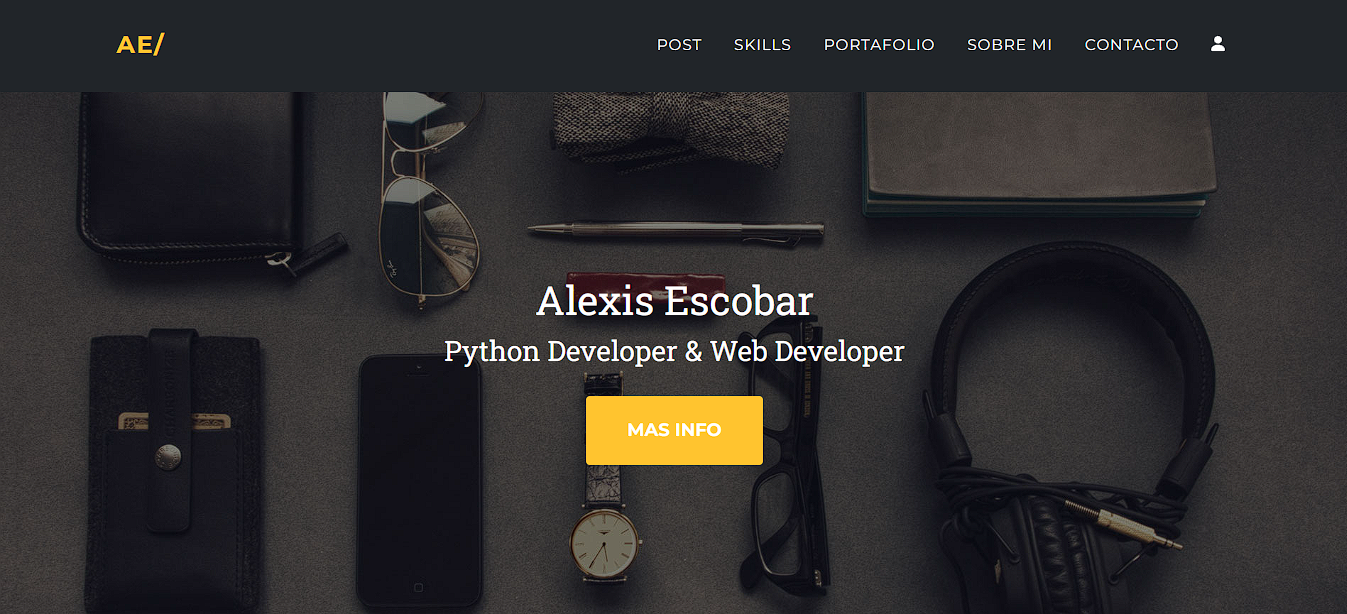 AE/
POST SKILLS PORTAFOLIO SOBRE MI CONTACTO
Alexis Escobar
Python Developer & Web Developer
MAS INFO